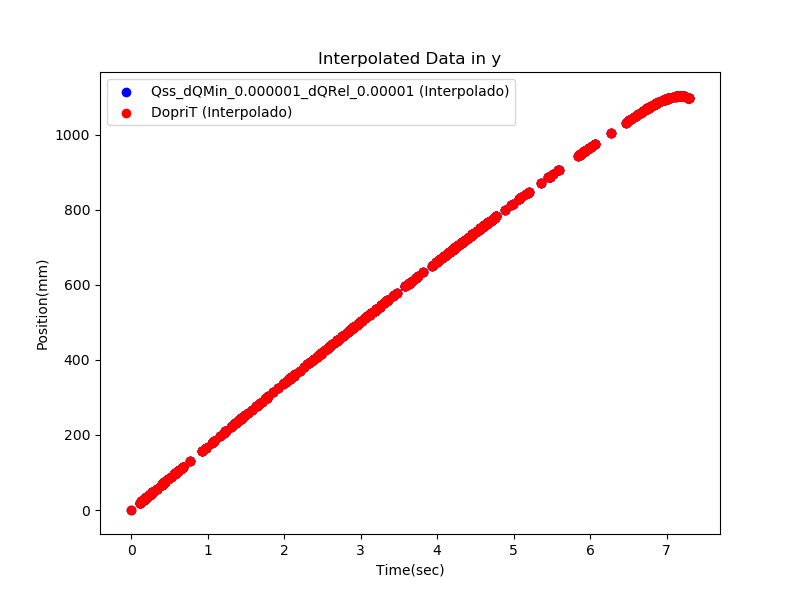 Interpolated Data in y
Qss_dQMin_0.000001_dQRel_0.00001 (Interpolado)
DopriT (Interpolado)
1000
800
600
400
200
0
Position(mm)
0 1 2 3 4 5 6 7
Time(sec)